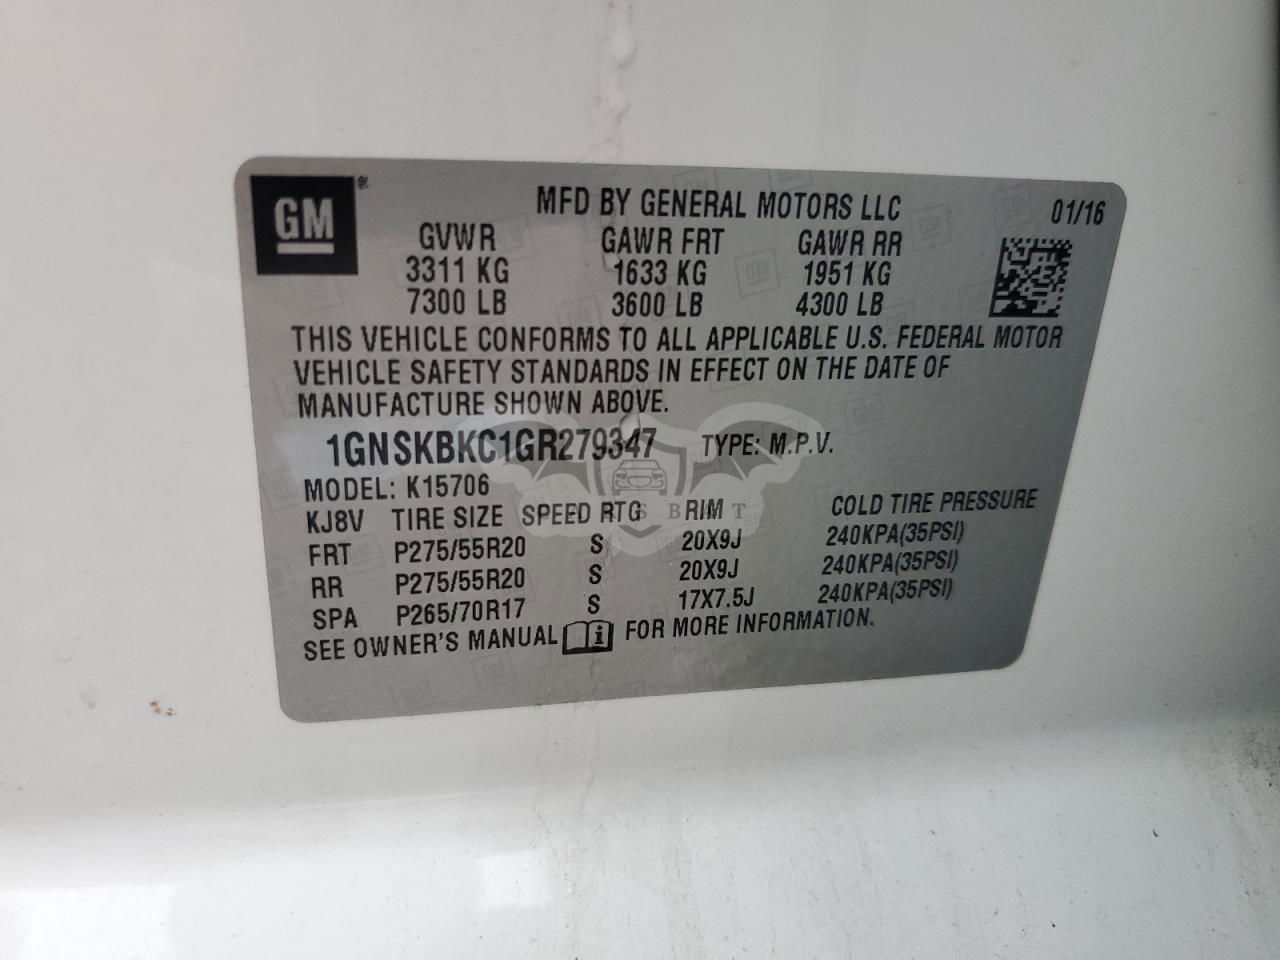 GM ®
MFD BY GENERAL MOTORS LLC 01/16
GVWR GAWR FRT GAWR RR
3311 KG 1633 KG 1951 KG
7300 LB 3600 LB 4300 LB
THIS VEHICLE CONFORMS TO ALL APPLICABLE U.S. FEDERAL MOTOR
VEHICLE SAFETY STANDARDS IN EFFECT ON THE DATE OF
MANUFACTURE SHOWN ABOVE.
1GNSKBKC1GR279347 TYPE: M.P.V.
MODEL: K15706
KJ8V TIRE SIZE SPEED RTG RIM COLD TIRE PRESSURE
FRT P275/55R20 S 20X9J 240KPA(35PSI)
RR P275/55R20 S 20X9J 240KPA(35PSI)
SPA P265/70R17 S 17X7.5J 240KPA(35PSI)
SEE OWNER'S MANUAL i FOR MORE INFORMATION.